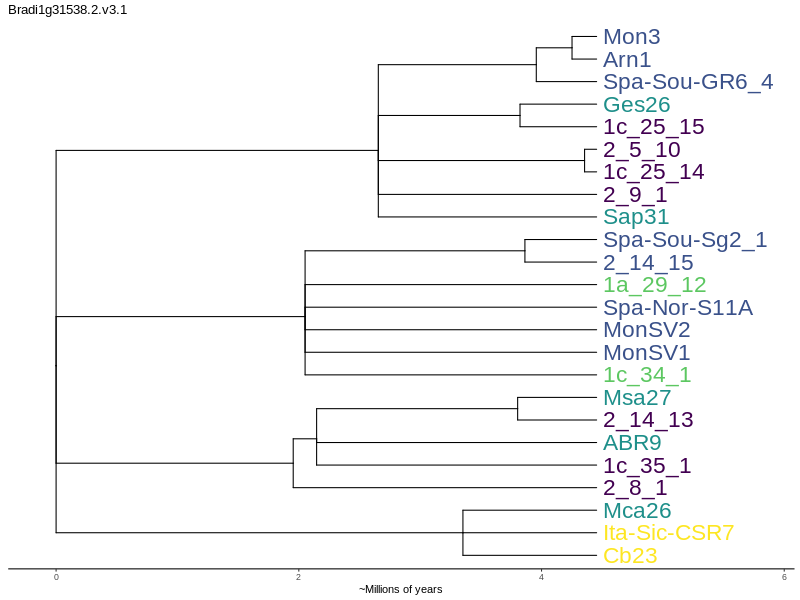 Bradi1g31538.2.v3.1
Mon3
Arn1
Spa-Sou-GR6_4
Ges26
1c_25_15
2_5_10
1c_25_14
2_9_1
Sap31
Spa-Sou-Sg2_1
2_14_15
1a_29_12
Spa-Nor-S11A
MonSV2
MonSV1
1c_34_1
Msa27
2_14_13
ABR9
1c_35_1
2_8_1
Mca26
Ita-Sic-CSR7
Cb23
0 2 4 6
~Millions of years